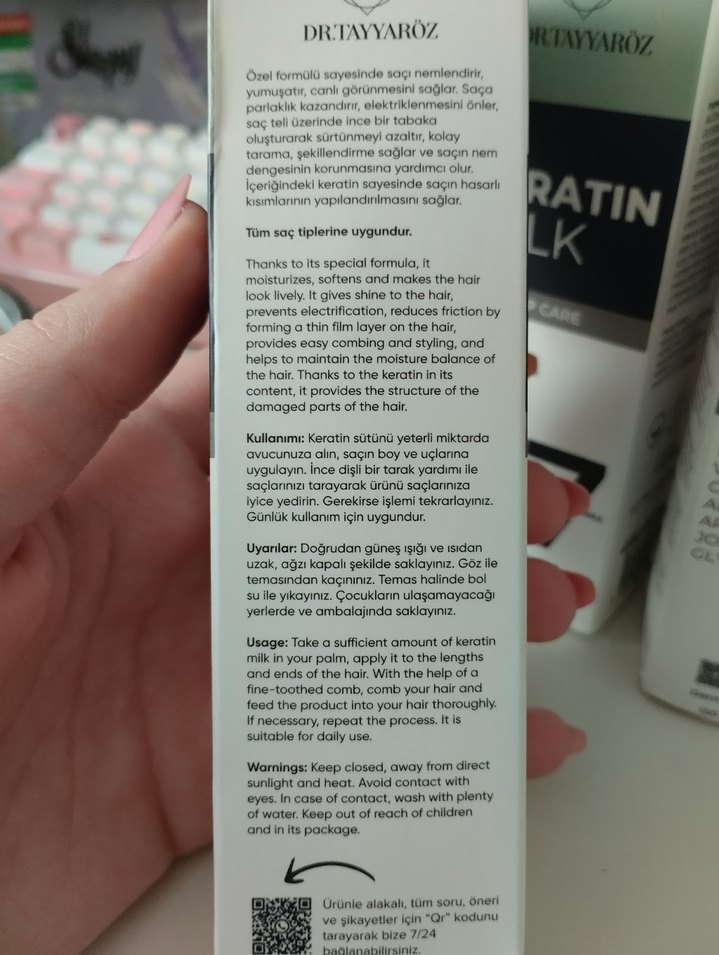 DR.TAYYARÖZ
Özel formülü sayesinde saçı nemlendirir,
yumuşatır, canlı görünmesini sağlar. Saça
parlaklık kazandırır, elektriklenmesini önler,
saç teli üzerinde ince bir tabaka
oluşturarak sürtünmeyi azaltır, kolay
tarama, şekillendirme sağlar ve saçın nem
dengesinin korunmasına yardımcı olur.
İçeriğindeki keratin sayesinde saçın hasarlı
kısımlarının yapılandırılmasını sağlar.
Tüm saç tiplerine uygundur.
Thanks to its special formula, it
moisturizes, softens and makes the hair
look lively. It gives shine to the hair,
prevents electrification, reduces friction by
forming a thin film layer on the hair,
provides easy combing and styling, and
helps to maintain the moisture balance of
the hair. Thanks to the keratin in its
content, it provides the structure of the
damaged parts of the hair.
Kullanımı: Keratin sütünü yeterli miktarda
avucunuza alın, saçın boy ve uçlarına
uygulayın. İnce dişli bir tarak yardımı ile
saçlarınızı tarayarak ürünü saçlarınıza
iyice yedirin. Gerekirse işlemi tekrarlayınız.
Günlük kullanım için uygundur.
Uyarılar: Doğrudan güneş ışığı ve ısıdan
uzak, ağzı kapalı şekilde saklayınız. Göz ile
temasından kaçınınız. Temas halinde bol
su ile yıkayınız. Çocukların ulaşamayacağı
yerlerde ve ambalajında saklayınız.
Usage: Take a sufficient amount of keratin
milk in your palm, apply it to the lengths
and ends of the hair. With the help of a
fine-toothed comb, comb your hair and
feed the product into your hair thoroughly.
If necessary, repeat the process. It is
suitable for daily use.
Warnings: Keep closed, away from direct
sunlight and heat. Avoid contact with
eyes. In case of contact, wash with plenty
of water. Keep out of reach of children
and in its package.
Ürünle alakalı, tüm soru, öneri
ve şikayetler için "Qr" kodunu
tarayarak bize 7/24
bağlanabilirsiniz.
DR.TAYYARÖZ
RATIN
LK
CARE